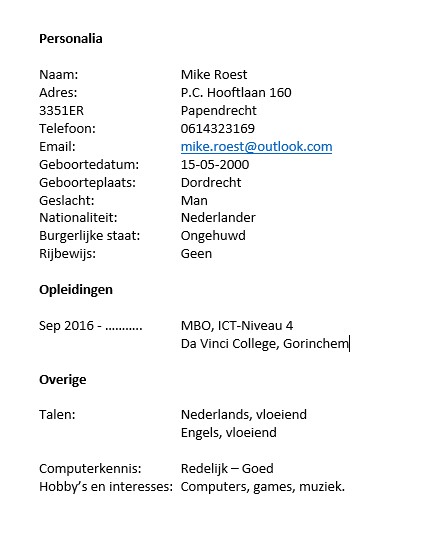 Personalia
Naam: Mike Roest
Adres: P.C. Hooftlaan 160
3351ER Papendrecht
Telefoon: 0614323169
Email: mike.roest@outlook.com
Geboortedatum: 15-05-2000
Geboorteplaats: Dordrecht
Geslacht: Man
Nationaliteit: Nederlander
Burgerlijke staat: Ongehuwd
Rijbewijs: Geen
Opleidingen
Sep 2016 - ……….. MBO, ICT-Niveau 4
Da Vinci College, Gorinchem
Overige
Talen: Nederlands, vloeiend
Engels, vloeiend
Computerkennis: Redelijk – Goed
Hobby’s en interesses: Computers, games, muziek.